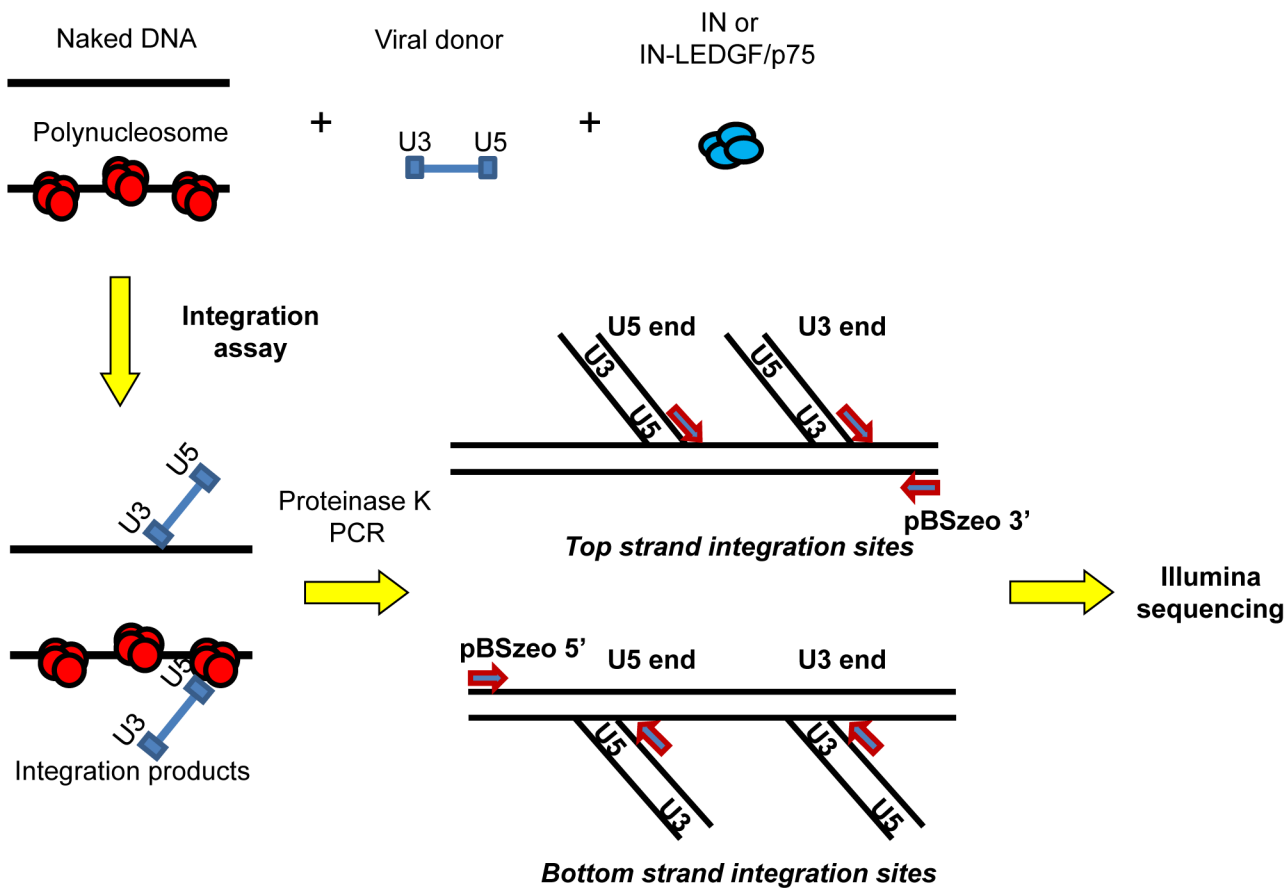 Naked DNA
Viral donor
IN or
IN-LEDGF/p75
Polynucleosome
+
+
U3
U5
Integration
assay
U5 end
U3 end
U3
U5
U5
U3
U5
U3
Proteinase K
PCR
pBSzeo 3’
Top strand integration sites
Illumina
sequencing
pBSzeo 5’
U5 end
U3 end
U5
U3
U5
U3
U3
U5
Integration products
Bottom strand integration sites